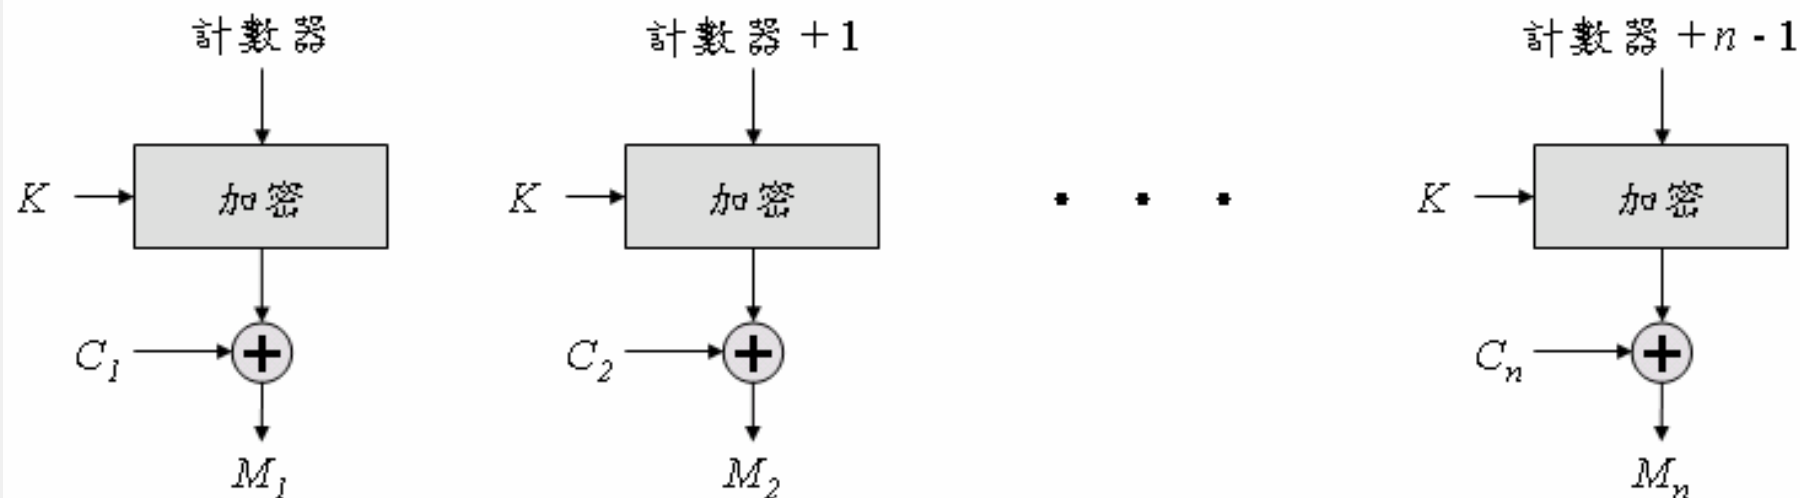 計數器 計數器+1 計數器+n-1
K 加密 K 加密 . . . K 加密
C1 + C2 + Cn +
M1 M2 Mn